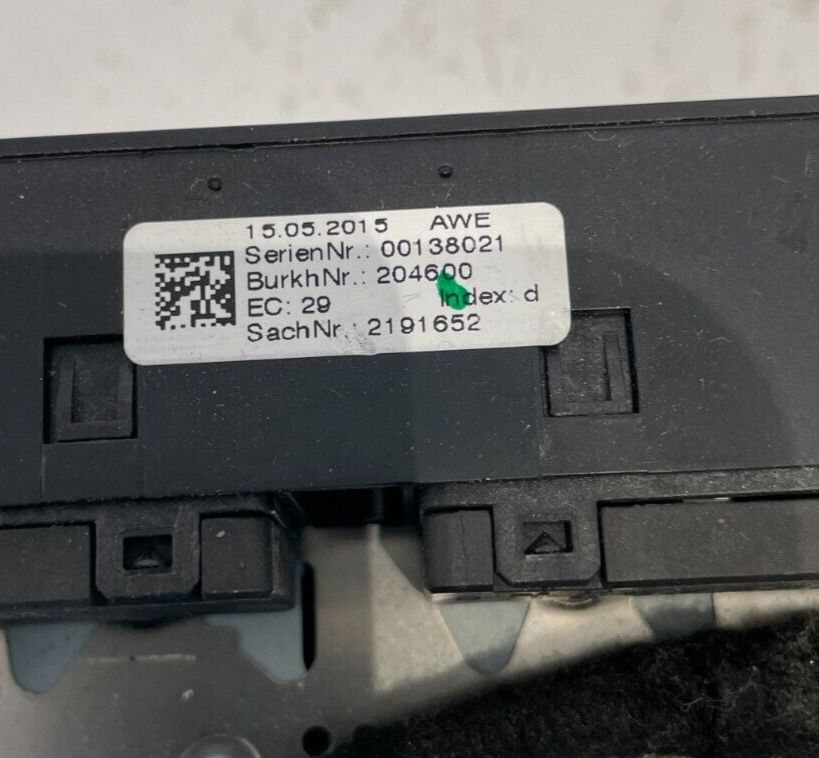 15.05.2015 AWE
SerienNr.: 00138021
BurkhNr.: 204600
EC: 29 Index: d
SachNr.: 2191652